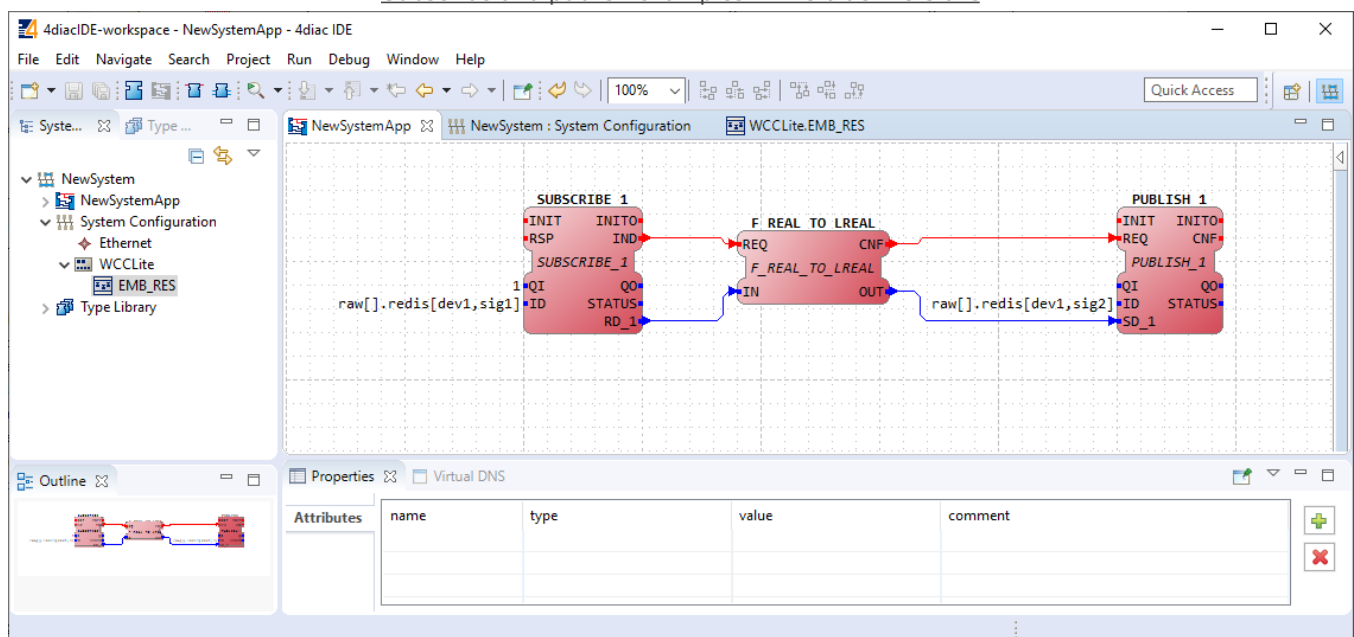 4diacIDE-workspace - NewSystemApp - 4diac IDE
File Edit Navigate Search Project Run Debug Window Help
100%
Quick Access
Syste...
Type ...
NewSystemApp
NewSystem : System Configuration
WCCLite.EMB_RES
NewSystem
NewSystemApp
System Configuration
Ethernet
WCCLite
EMB_RES
Type Library
SUBSCRIBE_1
INIT INITO
RSP IND
SUBSCRIBE_1
1 QI QO
raw[].redis[dev1,sig1] ID STATUS
RD_1
F_REAL_TO_LREAL
REQ CNF
F_REAL_TO_LREAL
IN OUT
PUBLISH_1
INIT INITO
REQ CNF
PUBLISH_1
QI QO
raw[].redis[dev1,sig2] ID STATUS
SD_1
Outline
Properties
Virtual DNS
Attributes
name type value comment